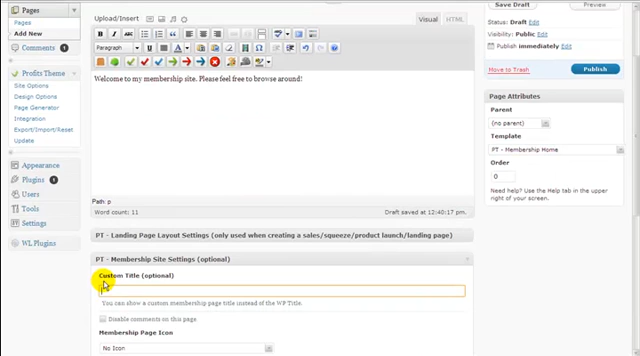 Pages
Pages
Add New
Comments 1
Profits Theme
Site Options
Design Options
Page Generator
Integration
Export/Import/Reset
Update
Appearance
Plugins 1
Users
Tools
Settings
WL Plugins
Upload/Insert
Visual
HTML
Paragraph
Welcome to my membership site. Please feel free to browse around!
Path: p
Word count: 11
Draft saved at 12:40:17 pm.
PT - Landing Page Layout Settings (only used when creating a sales/squeeze/product launch/landing page)
PT - Membership Site Settings (optional)
Custom Title (optional)
You can show a custom membership page title instead of the WP Title.
Disable comments on this page
Membership Page Icon
No Icon
Save Draft
Preview
Status: Draft Edit
Visibility: Public Edit
Publish immediately Edit
Move to Trash
Publish
Page Attributes
Parent
(no parent)
Template
PT - Membership Home
Order
0
Need help? Use the Help tab in the upper
right of your screen.